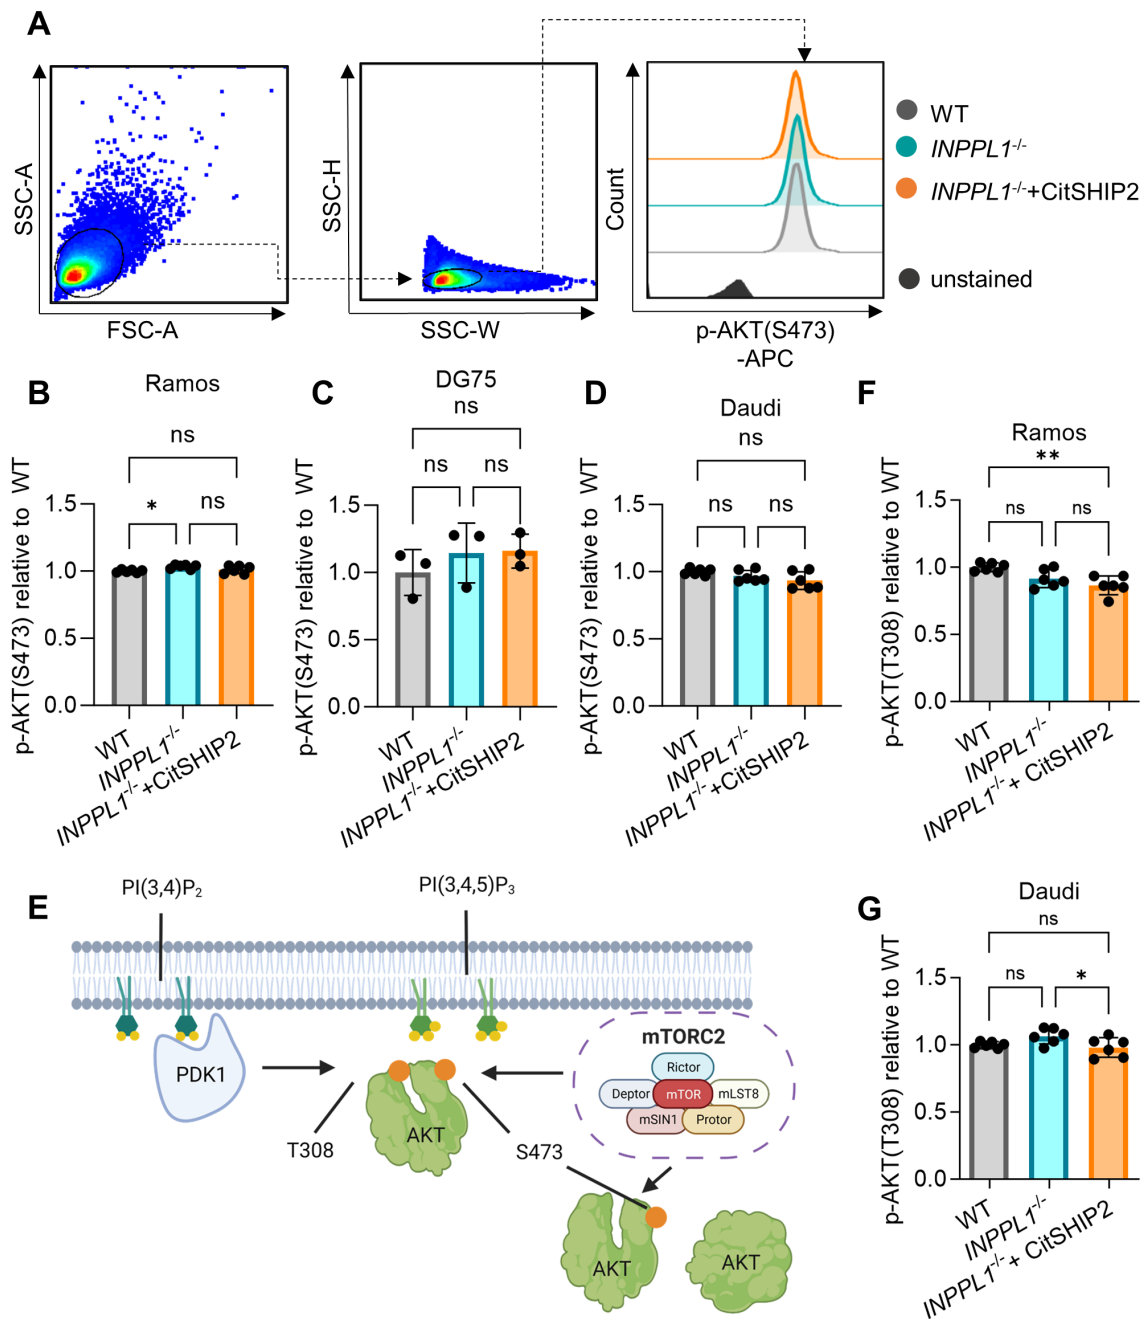 A
SSC-A
FSC-A
SSC-H
SSC-W
Count
p-AKT(S473)
-APC
WT
INPPL1-/-
INPPL1-/-+CitSHIP2
unstained
B
Ramos
ns
* ns
p-AKT(S473) relative to WT
1.5
1.0
0.5
0.0
WT
INPPL1-/-
INPPL1-/-+CitSHIP2
C
DG75
ns
ns ns
p-AKT(S473) relative to WT
1.5
1.0
0.5
0.0
WT
INPPL1-/-
INPPL1-/-+CitSHIP2
D
Daudi
ns
ns ns
p-AKT(S473) relative to WT
1.5
1.0
0.5
0.0
WT
INPPL1-/-
INPPL1-/-+CitSHIP2
F
Ramos
**
ns ns
p-AKT(T308) relative to WT
1.5
1.0
0.5
0.0
WT
INPPL1-/-
INPPL1-/-+ CitSHIP2
E
PI(3,4)P2
PI(3,4,5)P3
PDK1
T308
AKT
S473
mTORC2
Rictor
Deptor mTOR mLST8
mSIN1 Protor
AKT
AKT
G
Daudi
ns
ns *
p-AKT(T308) relative to WT
1.5
1.0
0.5
0.0
WT
INPPL1-/-
INPPL1-/-+ CitSHIP2